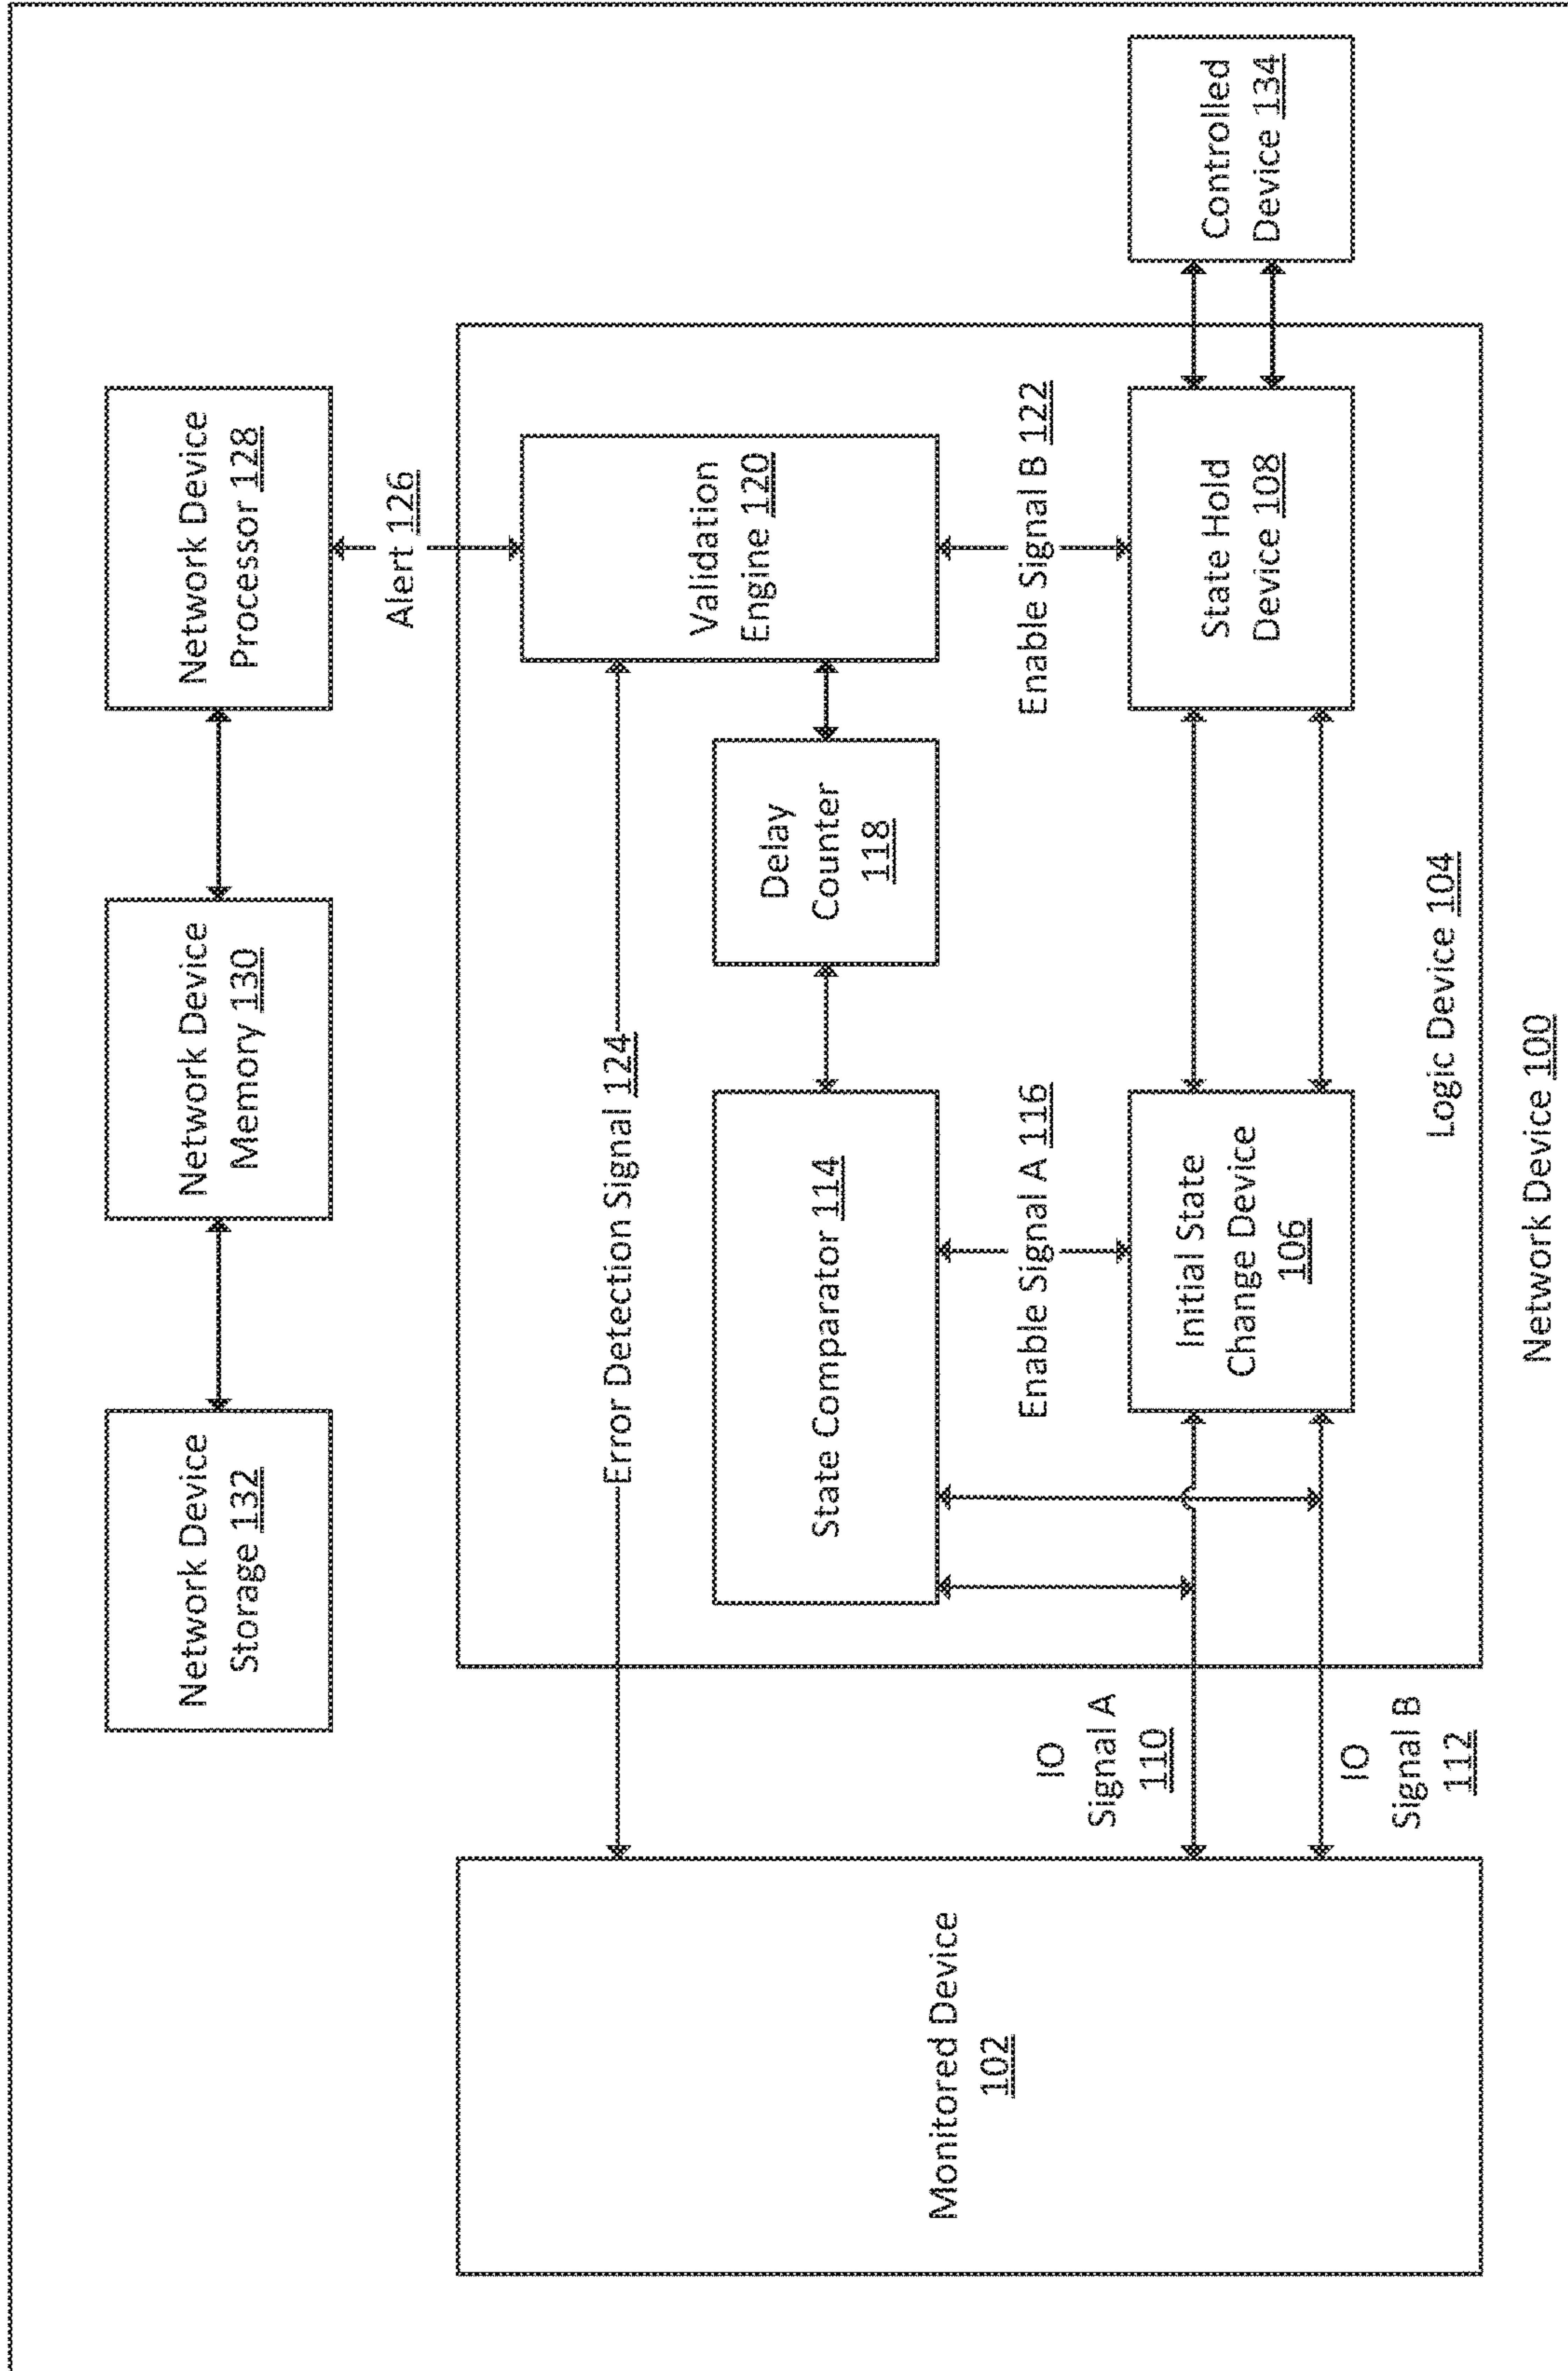 Network Device
Storage 132
Network Device
Memory 130
Network Device
Processor 128
Alert 126
Monitored Device
102
Error Detection Signal 124
Validation
Engine 120
State Comparator 114
Delay
Counter
118
Enable Signal A 116
Enable Signal B 122
IO
Signal A
110
IO
Signal B
112
Initial State
Change Device
106
State Hold
Device 108
Controlled
Device 134
Logic Device 104
Network Device 100